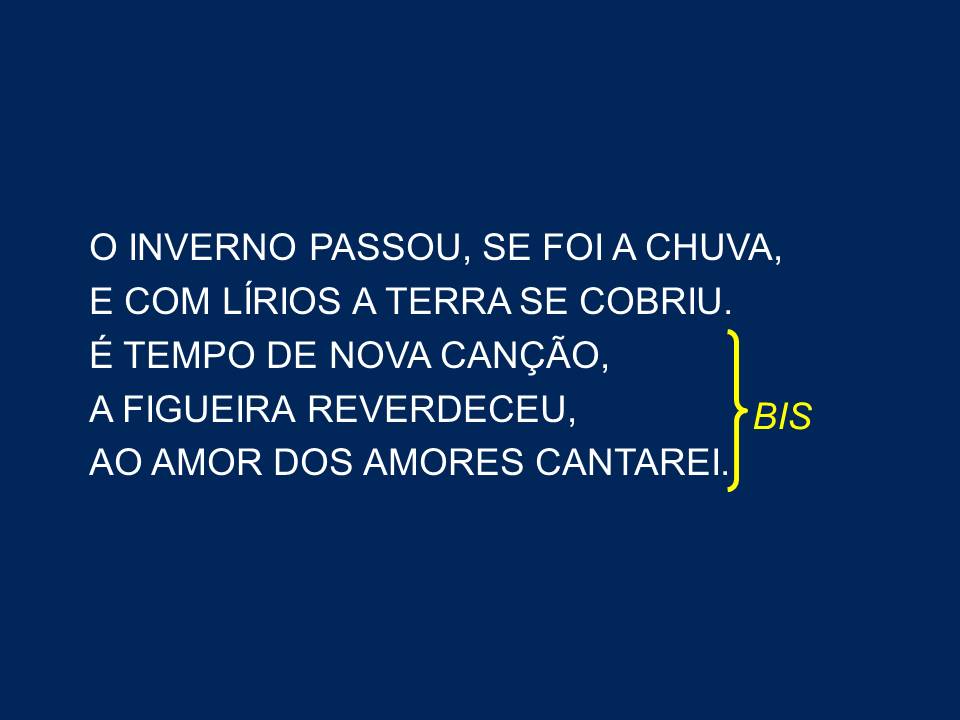 O INVERNO PASSOU, SE FOI A CHUVA,
E COM LÍRIOS A TERRA SE COBRIU.
É TEMPO DE NOVA CANÇÃO,
A FIGUEIRA REVERDECEU,
AO AMOR DOS AMORES CANTAREI.
BIS